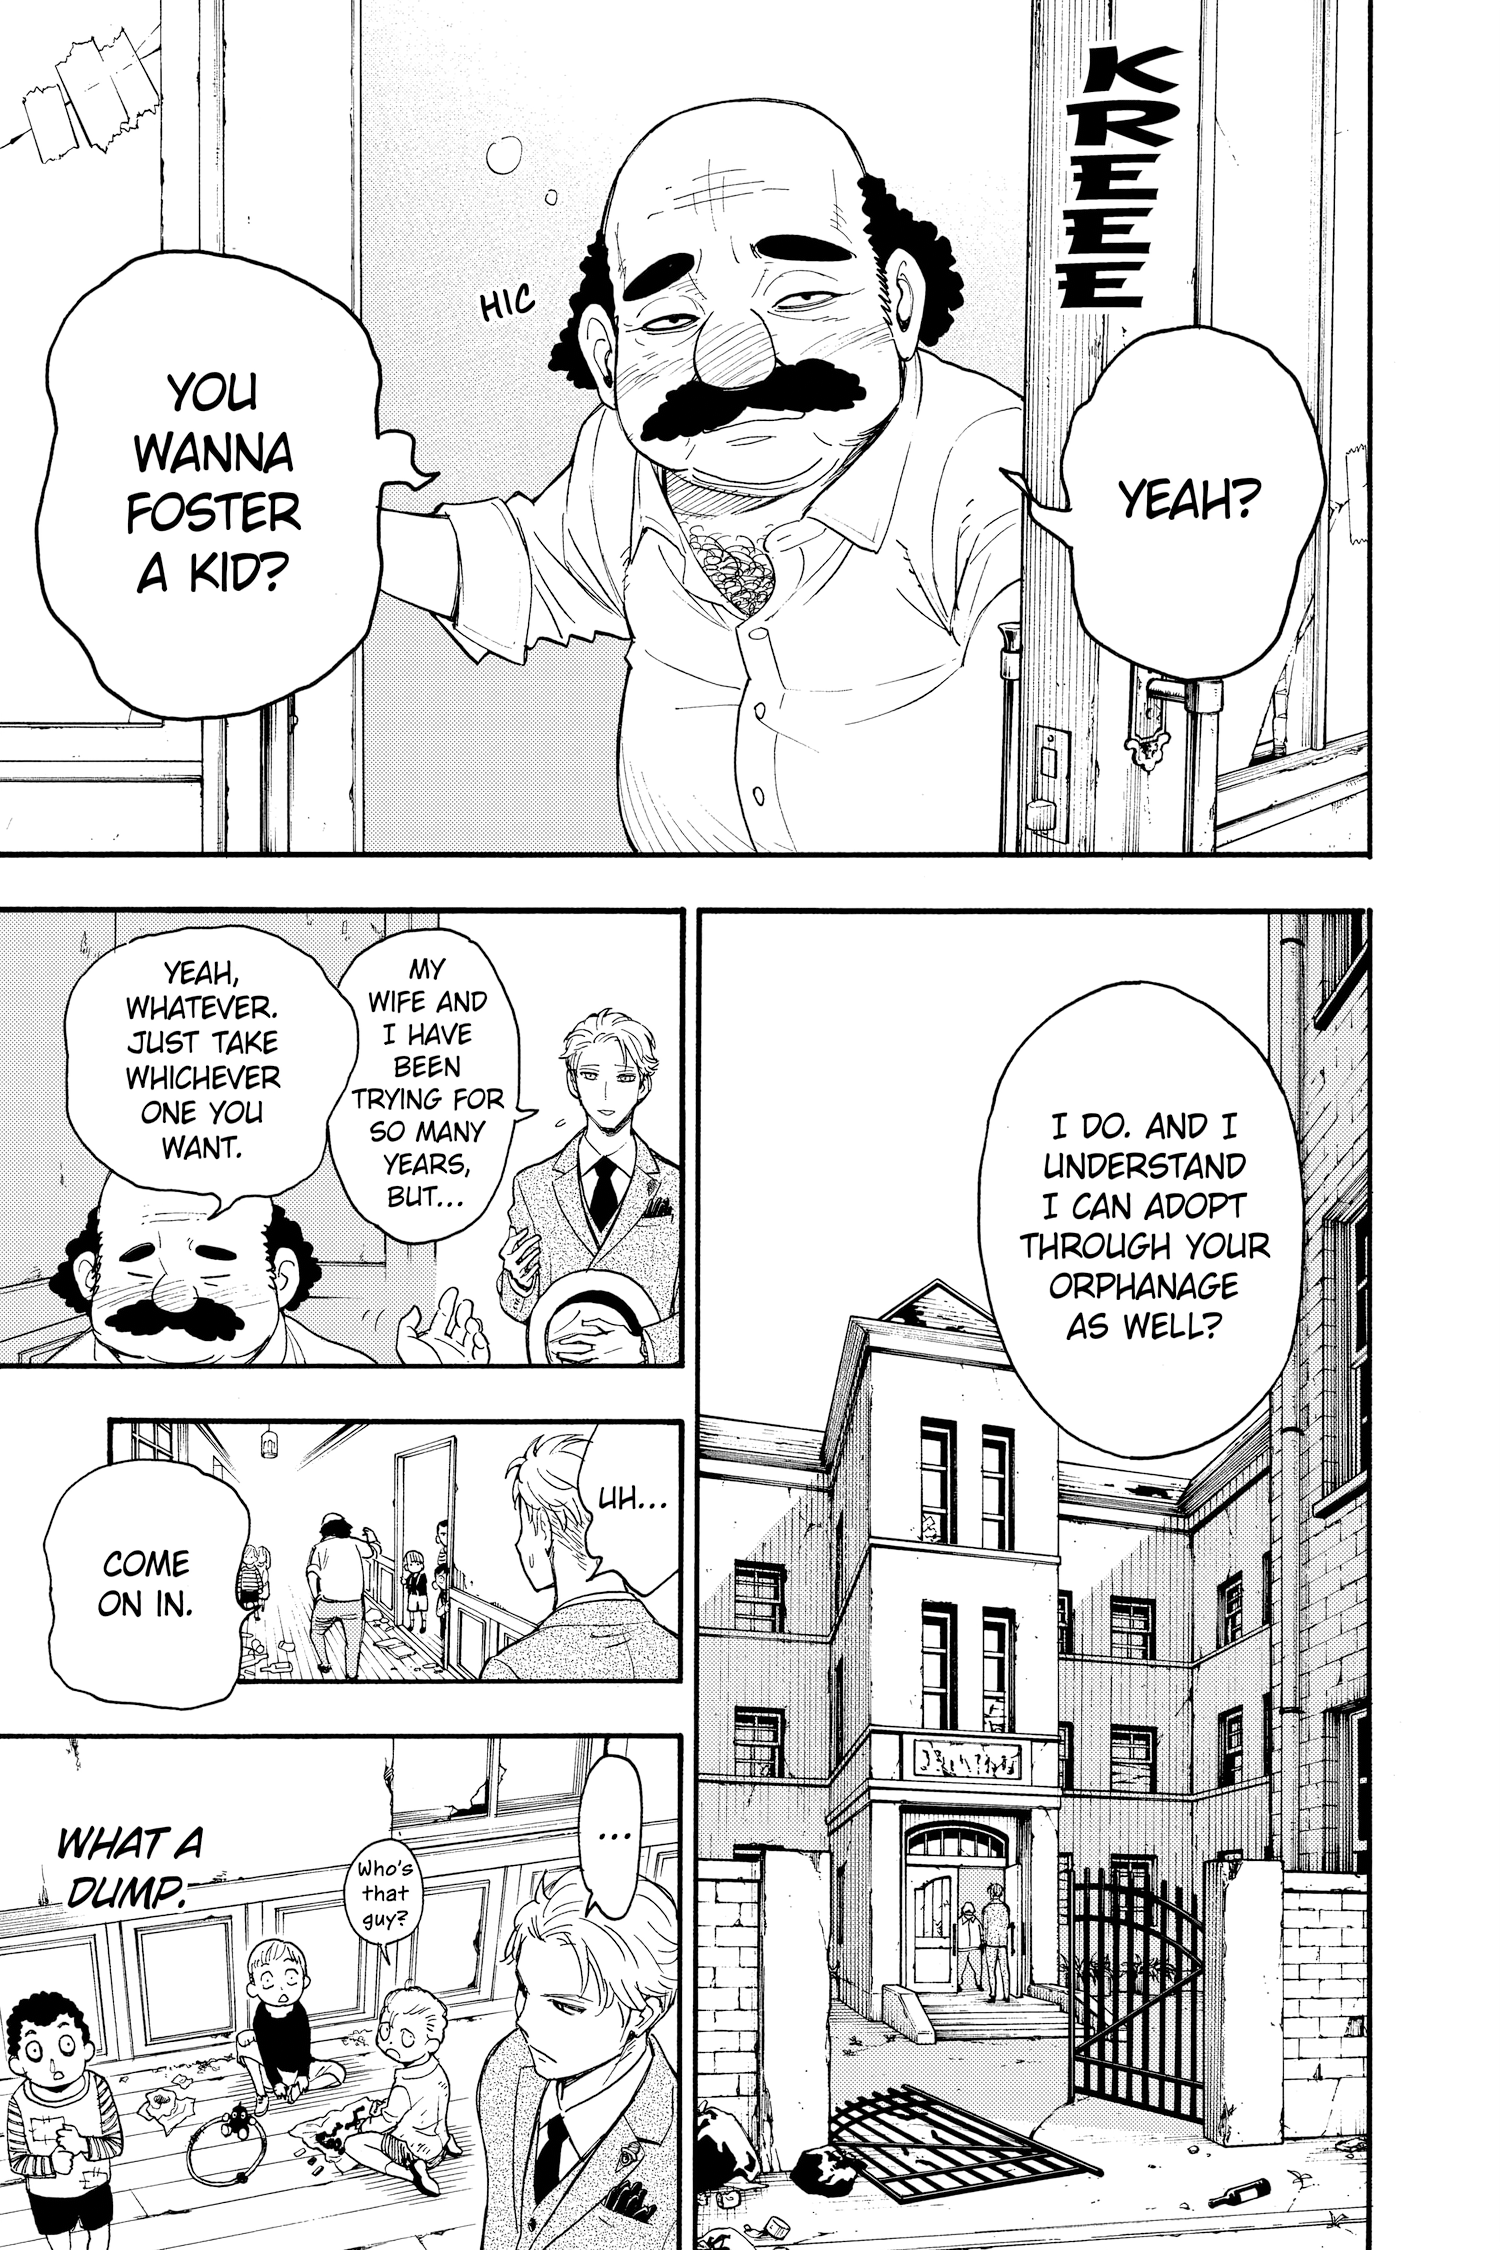 KREEE
YEAH?
HIC
YOU
WANNA
FOSTER
A KID?
I DO. AND I
UNDERSTAND
I CAN ADOPT
THROUGH YOUR
ORPHANAGE
AS WELL?
MY
WIFE AND
I HAVE
BEEN
TRYING FOR
SO MANY
YEARS,
BUT...
YEAH,
WHATEVER.
JUST TAKE
WHICHEVER
ONE YOU
WANT.
UH...
COME
ON IN.
...
Who's
that
guy?
WHAT A
DUMP.